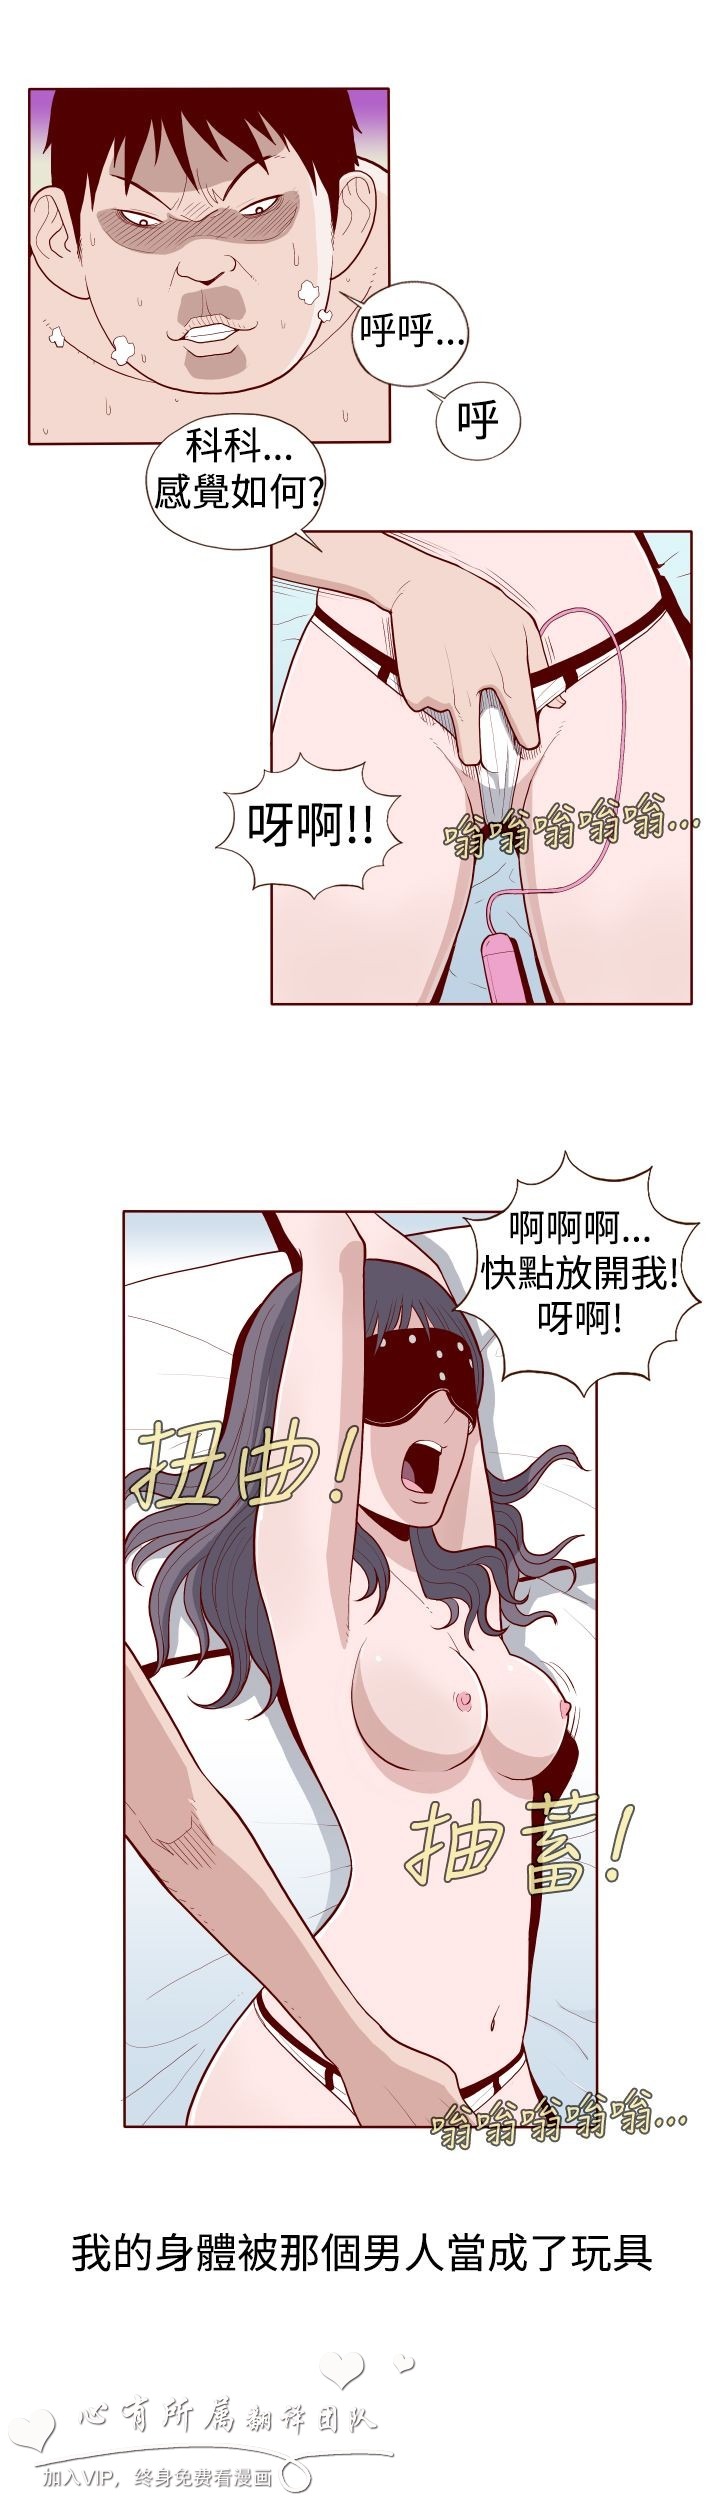 呼呼...
呼
科科...
感覺如何?
呀啊!!
嗡嗡嗡嗡嗡...
啊啊啊...
快點放開我!
呀啊!
扭曲!
抽蓄!
嗡嗡嗡嗡嗡...
我的身體被那個男人當成了玩具
心有所属翻译团队
加入VIP，终身免费看漫画